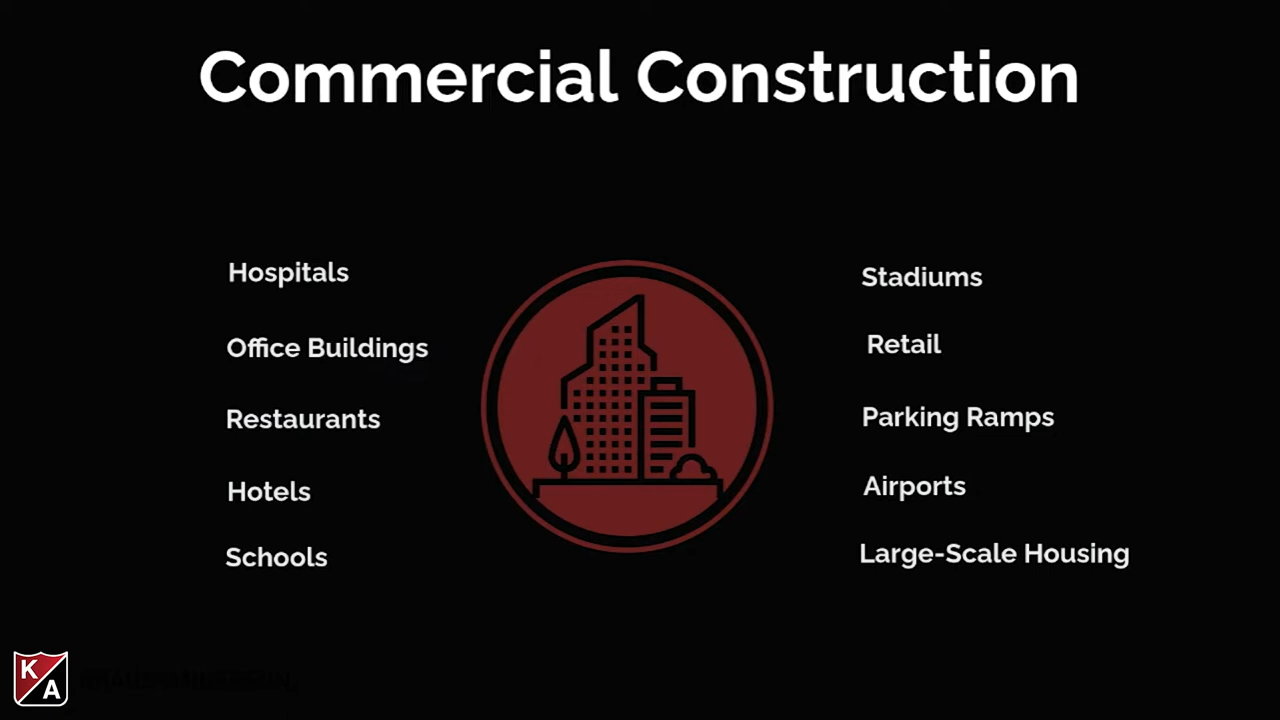 Commercial Construction
Hospitals
Office Buildings
Restaurants
Hotels
Schools
Stadiums
Retail
Parking Ramps
Airports
Large-Scale Housing
K
A